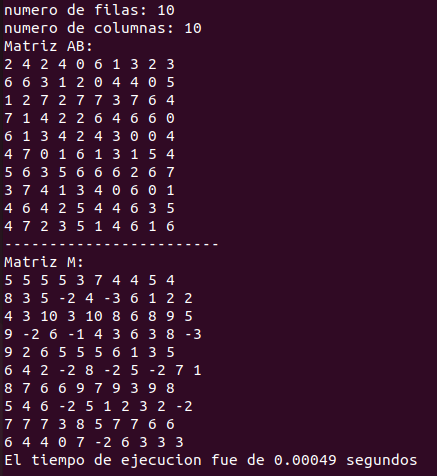 numero de filas: 10
numero de columnas: 10
Matriz AB:
2 4 2 4 0 6 1 3 2 3
6 6 3 1 2 0 4 4 0 5
1 2 7 2 7 7 3 7 6 4
7 1 4 2 2 6 4 6 6 0
6 1 3 4 2 4 3 0 0 4
4 7 0 1 6 1 3 1 5 4
5 6 3 5 6 6 6 2 6 7
3 7 4 1 3 4 0 6 0 1
4 6 4 2 5 4 4 6 3 5
4 7 2 3 5 1 4 6 1 6
------------------------
Matriz M:
5 5 5 5 3 7 4 4 5 4
8 3 5 -2 4 -3 6 1 2 2
4 3 10 3 10 8 6 8 9 5
9 -2 6 -1 4 3 6 3 8 -3
9 2 6 5 5 5 6 1 3 5
6 4 2 -2 8 -2 5 -2 7 1
8 7 6 6 9 7 9 3 9 8
5 4 6 -2 5 1 2 3 2 -2
7 7 7 3 8 5 7 7 6 6
6 4 4 0 7 -2 6 3 3 3
El tiempo de ejecucion fue de 0.00049 segundos